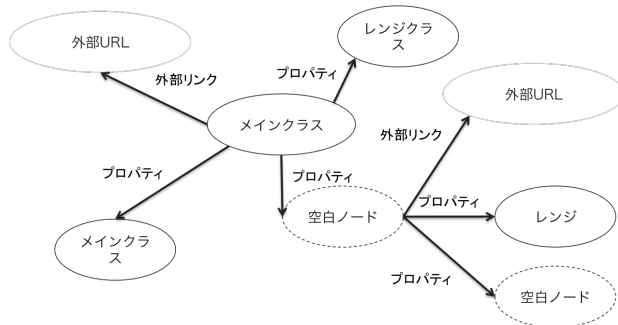 外部URL
レンジクラ
ス
外部リンク
プロパティ
外部URL
メインクラス
外部リンク
プロパティ
プロパティ
プロパティ
空白ノード
レンジ
メインクラ
ス
プロパティ
空白ノード